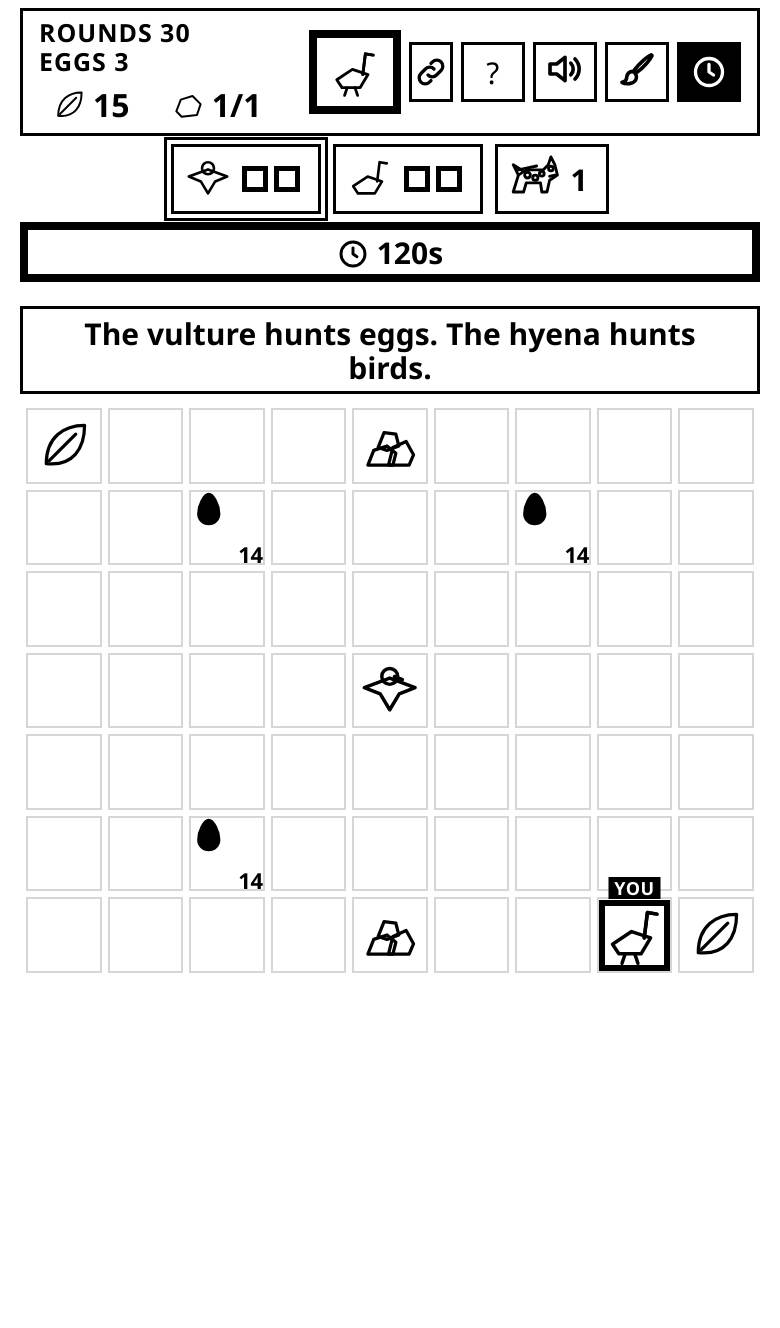 ROUNDS 30
EGGS 3
15 1/1
?
1
120s
The vulture hunts eggs. The hyena hunts
birds.
14 14
14
YOU